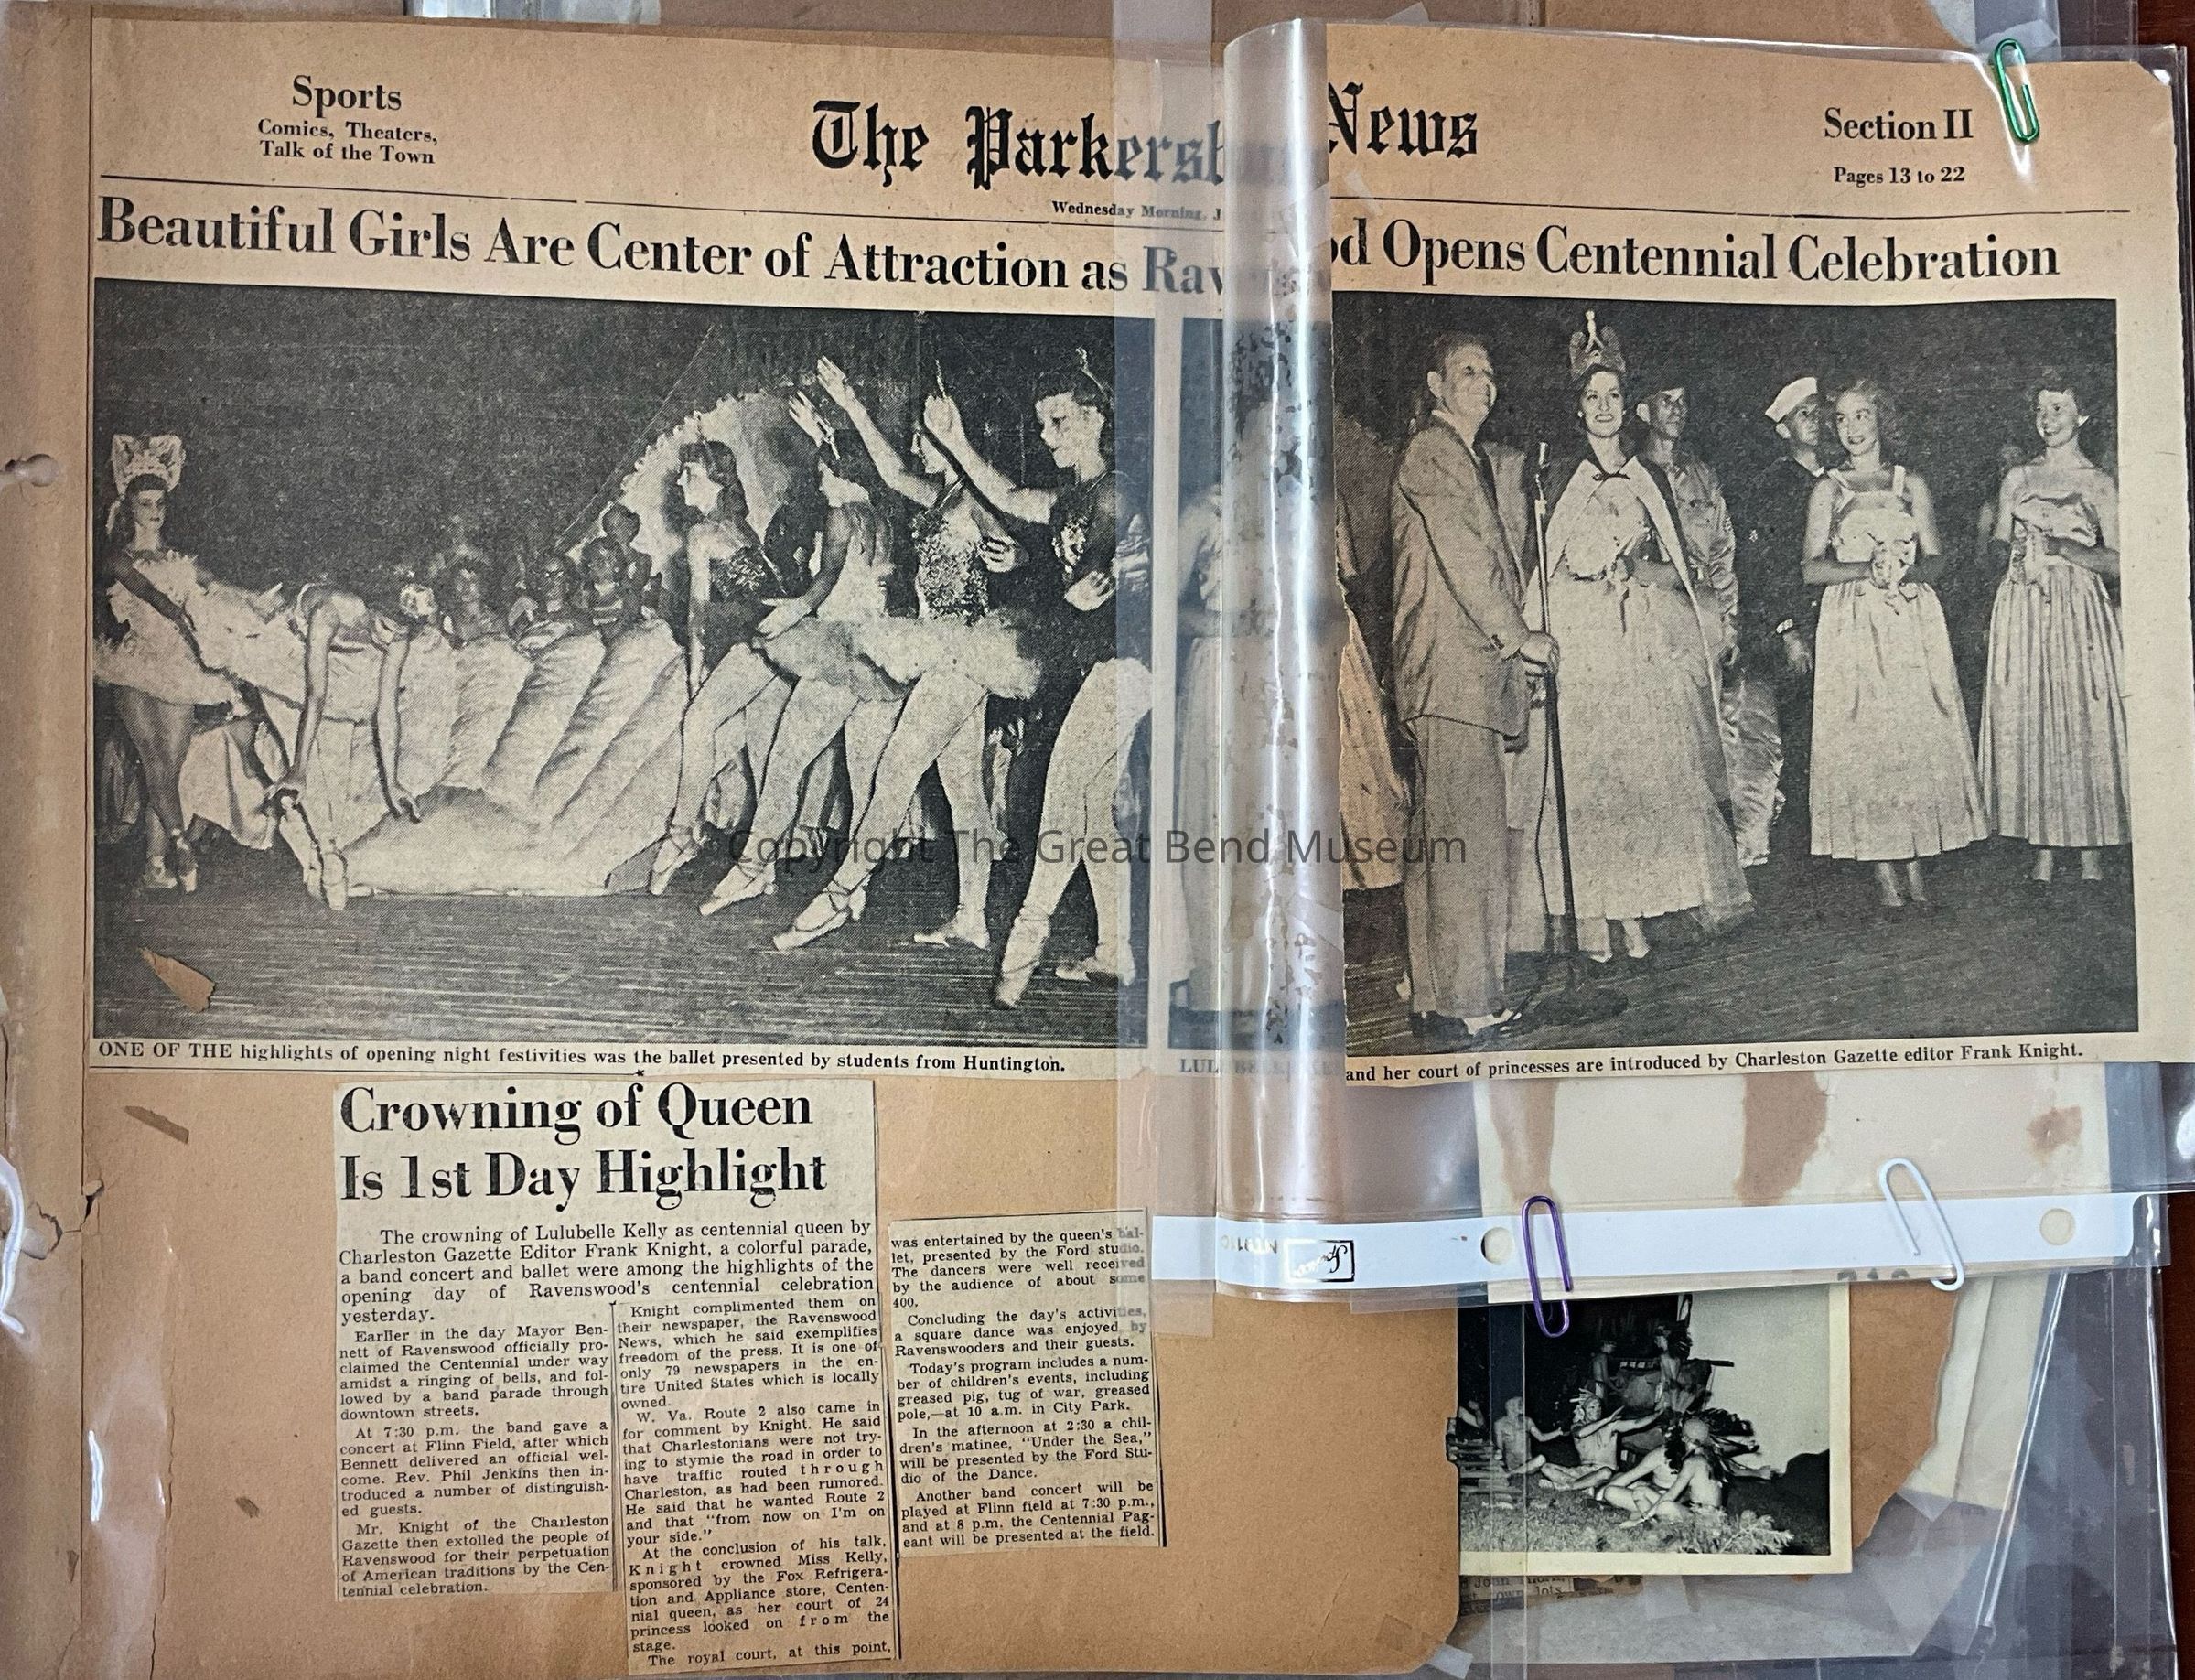 Sports
Comics, Theaters,
Talk of the Town
The Parkersb
News
Section II
Pages 13 to 22
Wednesday Morning, J
Beautiful Girls Are Center of Attraction as Rav
od Opens Centennial Celebration
Copyright The Great Bend Museum
ONE OF THE highlights of opening night festivities was the ballet presented by students from Huntington.
and her court of princesses are introduced by Charleston Gazette editor Frank Knight.
Crowning of Queen
Is 1st Day Highlight
The crowning of Lulubelle Kelly as centennial queen by
Charleston Gazette Editor Frank Knight, a colorful parade,
a band concert and ballet were among the highlights of the
opening day of Ravenswood's centennial celebration
yesterday.
Earlier in the day Mayor Ben-
nett of Ravenswood officially pro-
claimed the Centennial under way
amidst a ringing of bells, and fol-
lowed by a band parade through
downtown streets.
At 7:30 p.m. the band gave a
concert at Flinn Field, after which
Bennett delivered an official wel-
come. Rev. Phil Jenkins then in-
troduced a number of distinguish-
ed guests.
Mr. Knight of the Charleston
Gazette then extolled the people of
Ravenswood for their perpetuation
of American traditions by the Cen-
tennial celebration.
Knight complimented them on
their newspaper, the Ravenswood
News, which he said exemplifies
freedom of the press. It is one of
only 79 newspapers in the en-
tire United States which is locally
owned.
W. Va. Route 2 also came in
for comment by Knight. He said
that Charlestonians were not try-
ing to stymie the road in order to
have traffic routed through
Charleston, as had been rumored.
He said that he wanted Route 2
and that "from now on I'm on
your side."
At the conclusion of his talk,
Knight crowned Miss Kelly,
sponsored by the Fox Refrigera-
tion and Appliance store, Centen-
nial queen, as her court of 24
princess looked on from the
stage.
The royal court, at this point,
was entertained by the queen's bal-
let, presented by the Ford studio.
The dancers were well received
by the audience of about some
400.
Concluding the day's activities,
a square dance was enjoyed by
Ravenswooders and their guests.
Today's program includes a num-
ber of children's events, including
greased pig, tug of war, greased
pole,—at 10 a.m. in City Park.
In the afternoon at 2:30 a chil-
dren's matinee, "Under the Sea,"
will be presented by the Ford Stu-
dio of the Dance.
Another band concert will be
played at Flinn field at 7:30 p.m.,
and at 8 p.m. the Centennial Pag-
eant will be presented at the field.